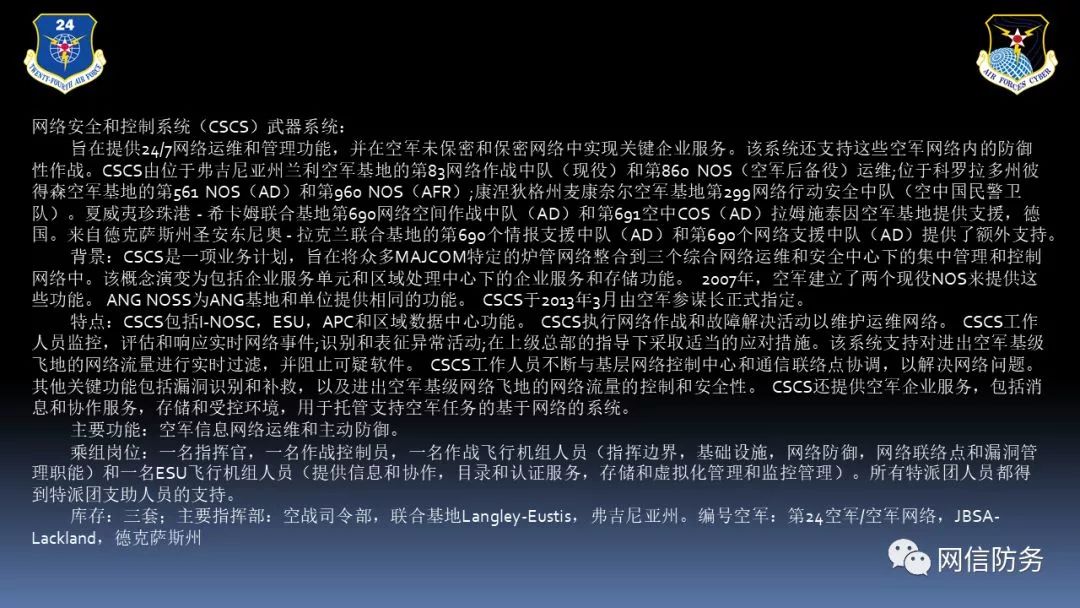 24
TWENTY-FOURTH AIR FORCE
AIR FORCES CYBER
网络安全和控制系统（CSCS）武器系统：
旨在提供24/7网络运维和管理功能，并在空军未保密和保密网络中实现关键企业服务。该系统还支持这些空军网络内的防御
性作战。CSCS由位于弗吉尼亚州兰利空军基地的第83网络作战中队（现役）和第860 NOS（空军后备役）运维;位于科罗拉多州彼
得森空军基地的第561 NOS（AD）和第960 NOS（AFR）;康涅狄格州麦康奈尔空军基地第299网络行动安全中队（空中国民警卫
队）。夏威夷珍珠港 - 希卡姆联合基地第690网络空间作战中队（AD）和第691空中COS（AD）拉姆施泰因空军基地提供支援，德
国。来自德克萨斯州圣安东尼奥 - 拉克兰联合基地的第690个情报支援中队（AD）和第690个网络支援中队（AD）提供了额外支持。
背景：CSCS是一项业务计划，旨在将众多MAJCOM特定的炉管网络整合到三个综合网络运维和安全中心下的集中管理和控制
网络中。该概念演变为包括企业服务单元和区域处理中心下的企业服务和存储功能。 2007年，空军建立了两个现役NOS来提供这
些功能。 ANG NOSS为ANG基地和单位提供相同的功能。 CSCS于2013年3月由空军参谋长正式指定。
特点：CSCS包括I-NOSC，ESU，APC和区域数据中心功能。 CSCS执行网络作战和故障解决活动以维护运维网络。 CSCS工作
人员监控，评估和响应实时网络事件;识别和表征异常活动;在上级总部的指导下采取适当的应对措施。该系统支持对进出空军基级
飞地的网络流量进行实时过滤，并阻止可疑软件。 CSCS工作人员不断与基层网络控制中心和通信联络点协调，以解决网络问题。
其他关键功能包括漏洞识别和补救，以及进出空军基级网络飞地的网络流量的控制和安全性。 CSCS还提供空军企业服务，包括消
息和协作服务，存储和受控环境，用于托管支持空军任务的基于网络的系统。
主要功能：空军信息网络运维和主动防御。
乘组岗位：一名指挥官，一名作战控制员，一名作战飞行机组人员（指挥边界，基础设施，网络防御，网络联络点和漏洞管
理职能）和一名ESU飞行机组人员（提供信息和协作，目录和认证服务，存储和虚拟化管理和监控管理）。所有特派团人员都得
到特派团支助人员的支持。
库存：三套；主要指挥部：空战司令部，联合基地Langley-Eustis，弗吉尼亚州。编号空军：第24空军/空军网络，JBSA-
Lackland，德克萨斯州
网信防务